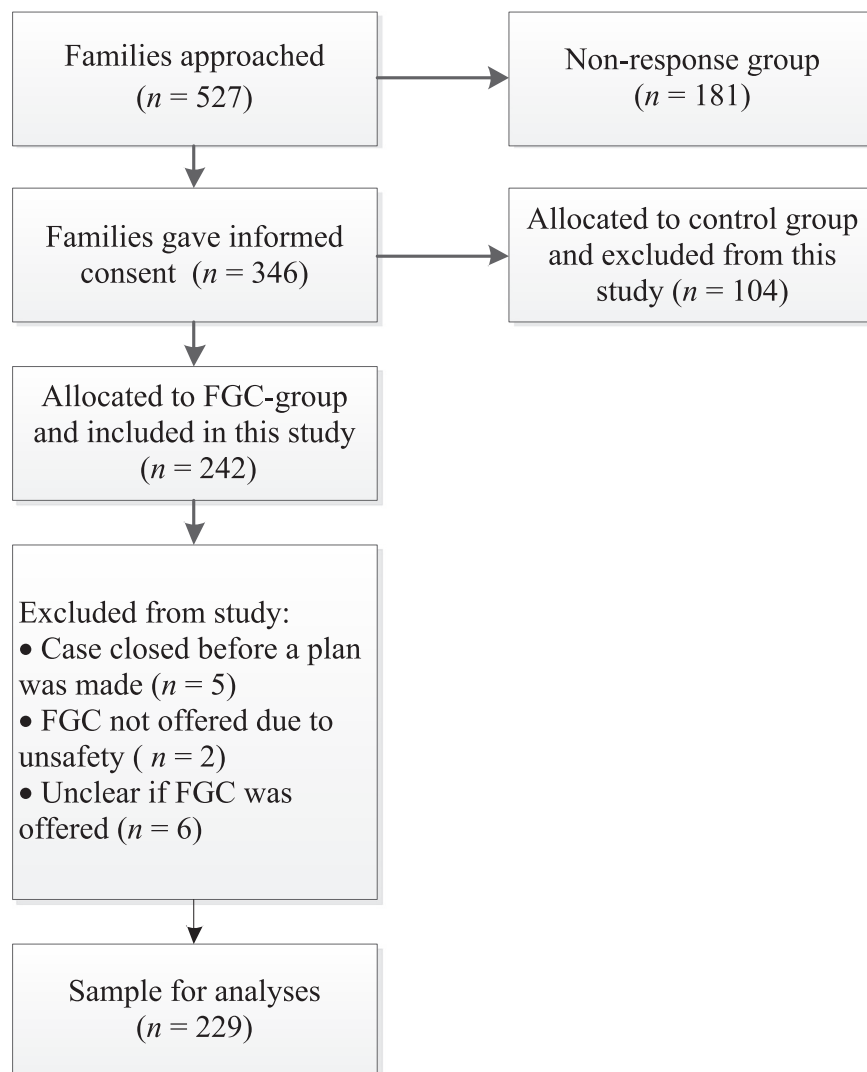 Families approached
(n = 527)
Non-response group
(n = 181)
Families gave informed
consent (n = 346)
Allocated to control group
and excluded from this
study (n = 104)
Allocated to FGC-group
and included in this study
(n = 242)
Excluded from study:
• Case closed before a plan
was made (n = 5)
• FGC not offered due to
unsafety ( n = 2)
• Unclear if FGC was
offered (n = 6)
Sample for analyses
(n = 229)